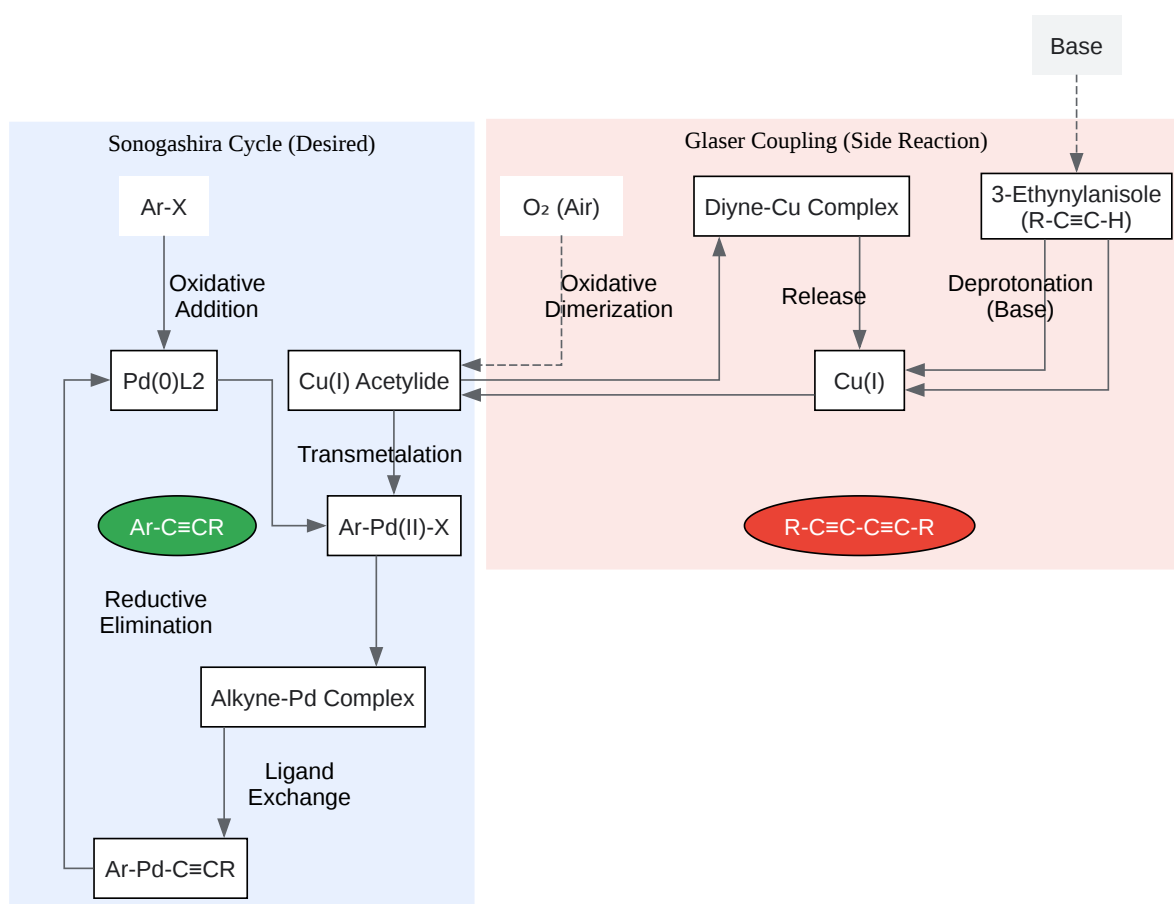 Base
Sonogashira Cycle (Desired)
Glaser Coupling (Side Reaction)
Ar-X
O₂ (Air)
Diyne-Cu Complex
3-Ethynylanisole
(R-C≡C-H)
Oxidative
Addition
Oxidative
Dimerization
Release
Deprotonation
(Base)
Pd(0)L2
Cu(I) Acetylide
Cu(I)
Transmetalation
Ar-C≡CR
Ar-Pd(II)-X
R-C≡C-C≡C-R
Reductive
Elimination
Alkyne-Pd Complex
Ligand
Exchange
Ar-Pd-C≡CR